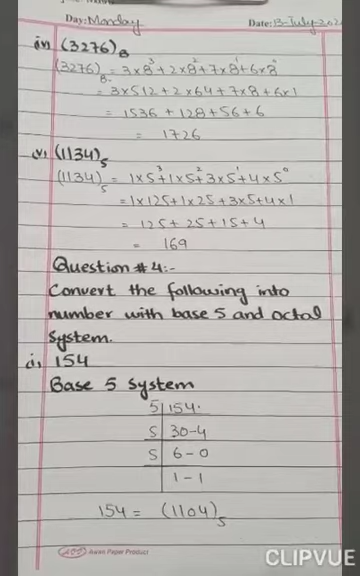 Day: Monday Date: 13-July-202
iv, (3276)₈
(3276)₈ = 3×8³+2×8²+7×8¹+6×8⁰
= 3×512+2×64+7×8+6×1
= 1536+128+56+6
= 1726
v, (1134)₅
(1134)₅ = 1×5³+1×5²+3×5¹+4×5⁰
=1×125+1×25+3×5+4×1
= 125+25+15+4
= 169
Question #4:-
Convert the following into
number with base 5 and octal
System.
i, 154
Base 5 System
5|154.
5|30-4
5|6-0
|1-1
154 = (1104)₅
Asian Paper Product
CLIPVUE